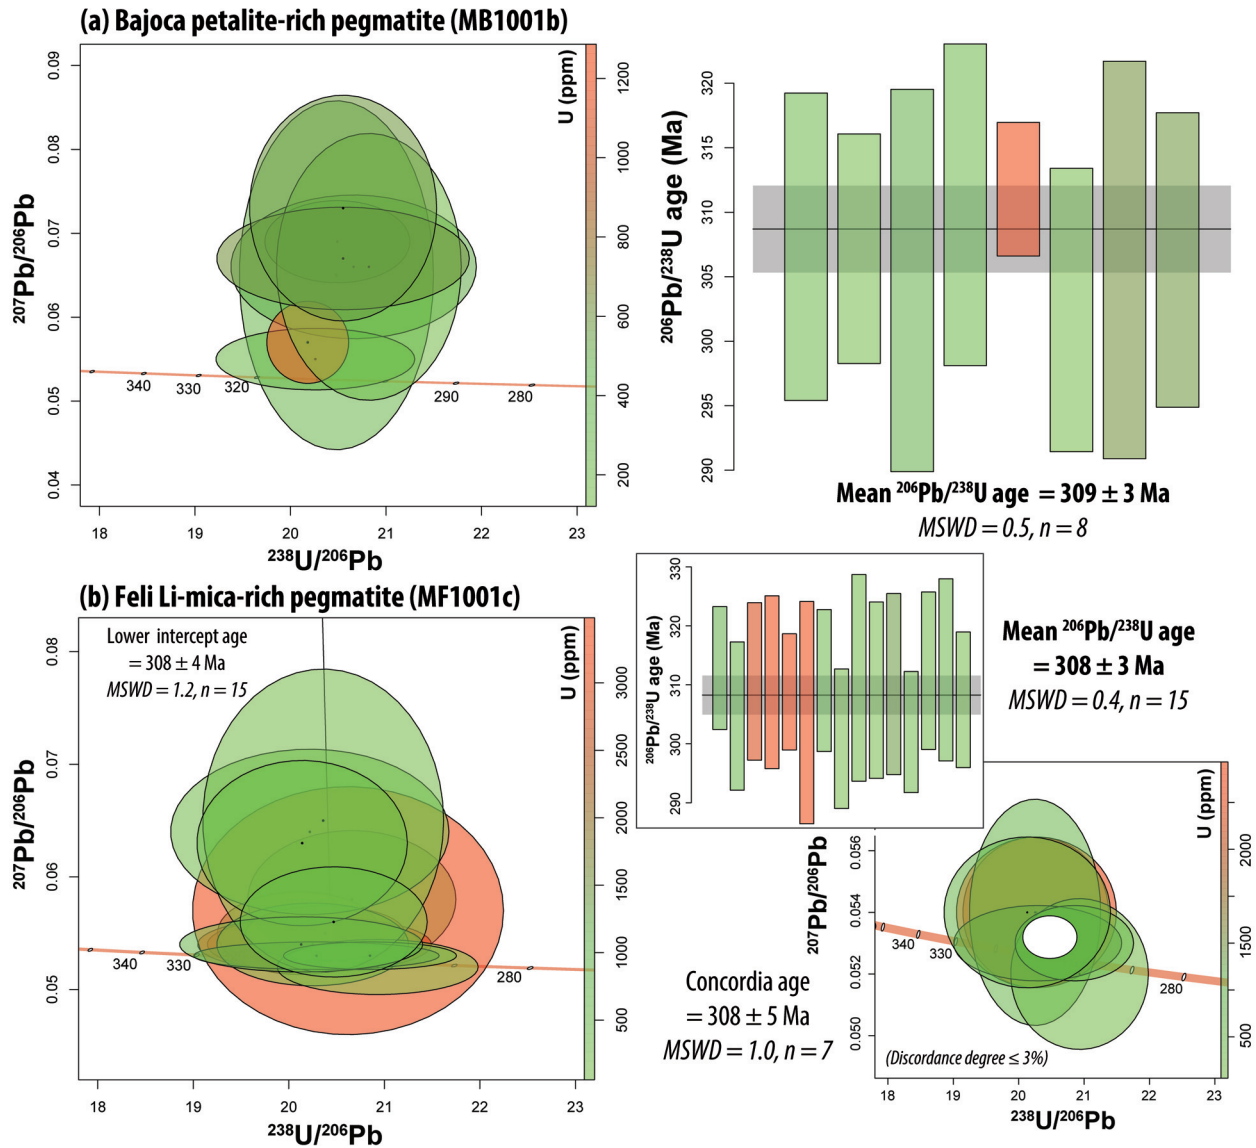 (a) Bajoca petalite-rich pegmatite (MB1001b)
U (ppm)
1200
1000
800
600
400
200
207Pb/206Pb
0.09
0.08
0.07
0.06
0.05
0.04
340
330
320
290
280
18
19
20
21
22
23
238U/206Pb
206Pb/238U age (Ma)
320
315
310
305
300
295
290
Mean 206Pb/238U age = 309 ± 3 Ma
MSWD = 0.5, n = 8
(b) Feli Li-mica-rich pegmatite (MF1001c)
Lower intercept age
= 308 ± 4 Ma
MSWD = 1.2, n = 15
U (ppm)
3000
2500
2000
1500
1000
500
207Pb/206Pb
0.08
0.07
0.06
0.05
340
330
280
18
19
20
21
22
23
238U/206Pb
206Pb/238U age (Ma)
330
320
310
300
290
Mean 206Pb/238U age
= 308 ± 3 Ma
MSWD = 0.4, n = 15
Concordia age
= 308 ± 5 Ma
MSWD = 1.0, n = 7
U (ppm)
2000
1500
500
207Pb/206Pb
0.056
0.054
0.052
0.050
340
330
280
(Discordance degree ≤ 3%)
18
19
20
21
22
23
238U/206Pb